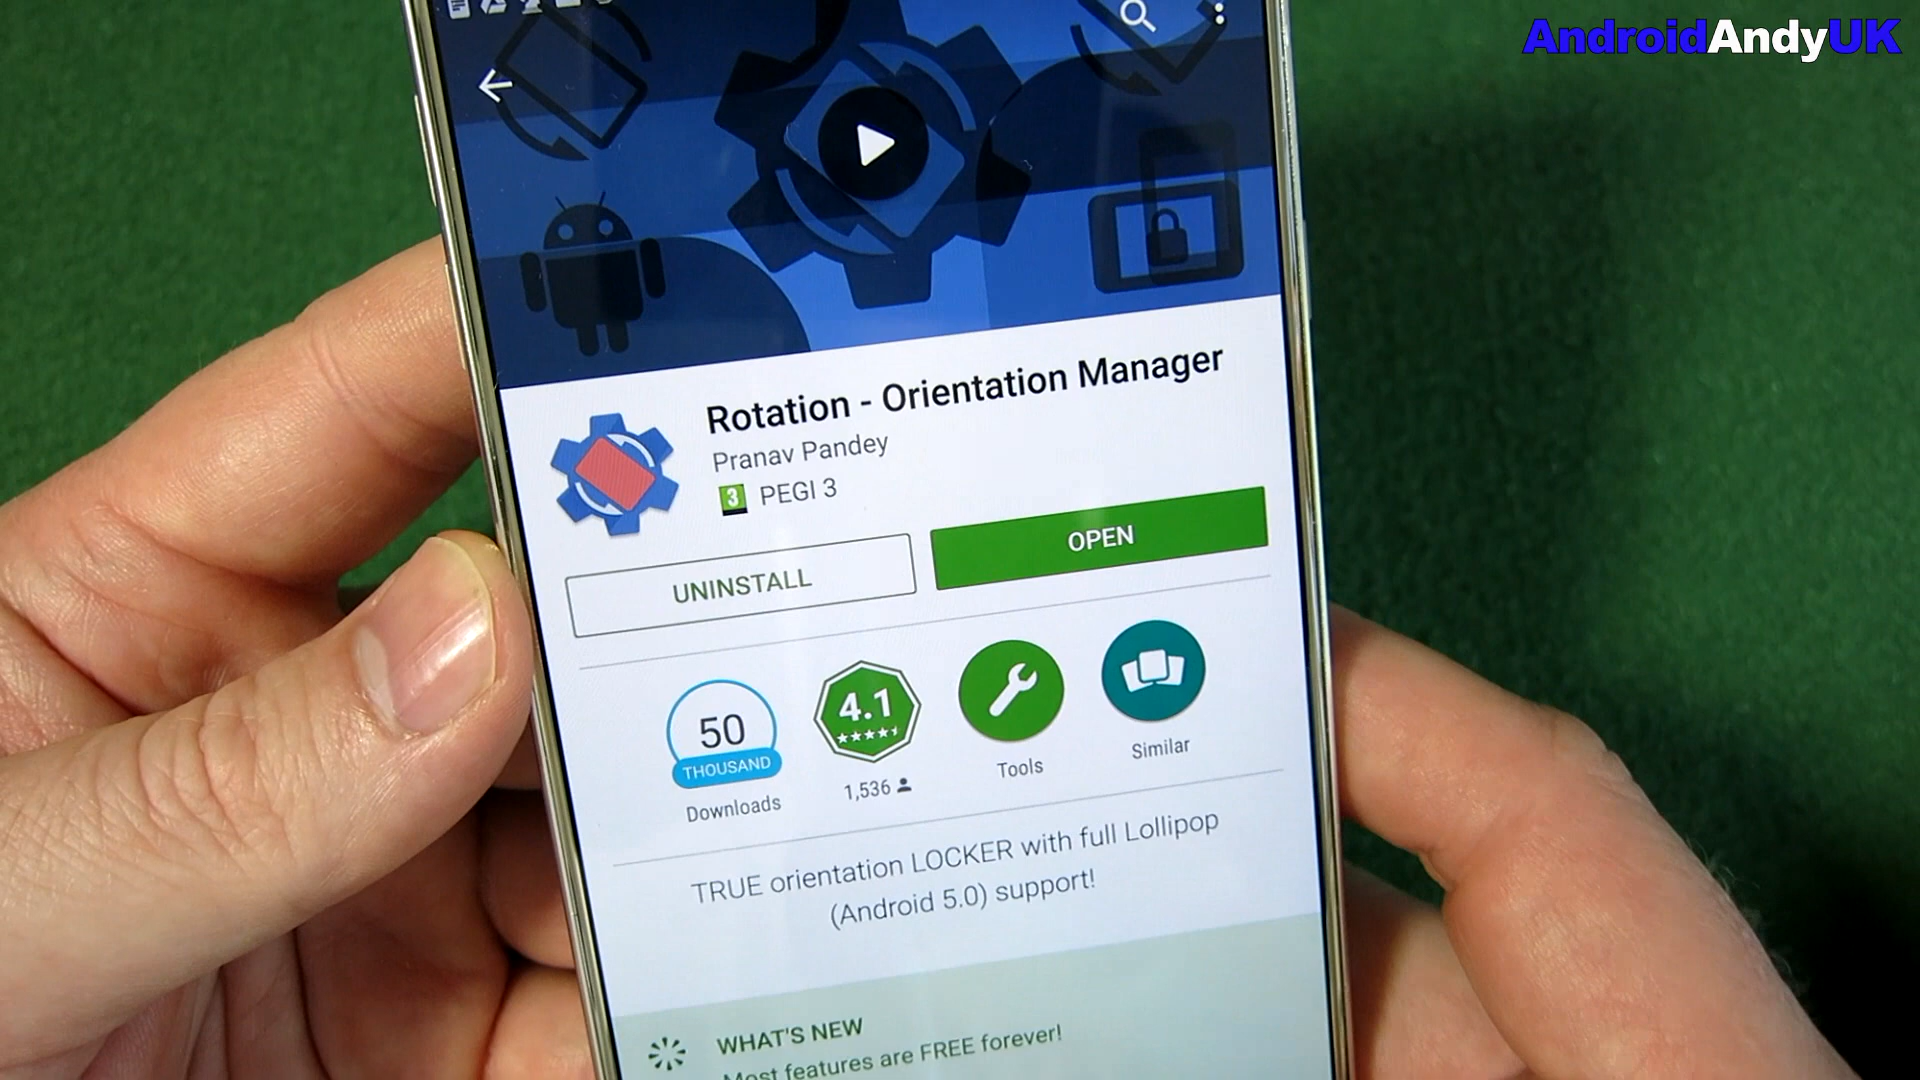 AndroidAndyUK
Rotation - Orientation Manager
Pranav Pandey
3 PEGI 3
UNINSTALL
OPEN
50
THOUSAND
Downloads
4.1
1,536
Tools
Similar
TRUE orientation LOCKER with full Lollipop
(Android 5.0) support!
WHAT'S NEW
Most features are FREE forever!